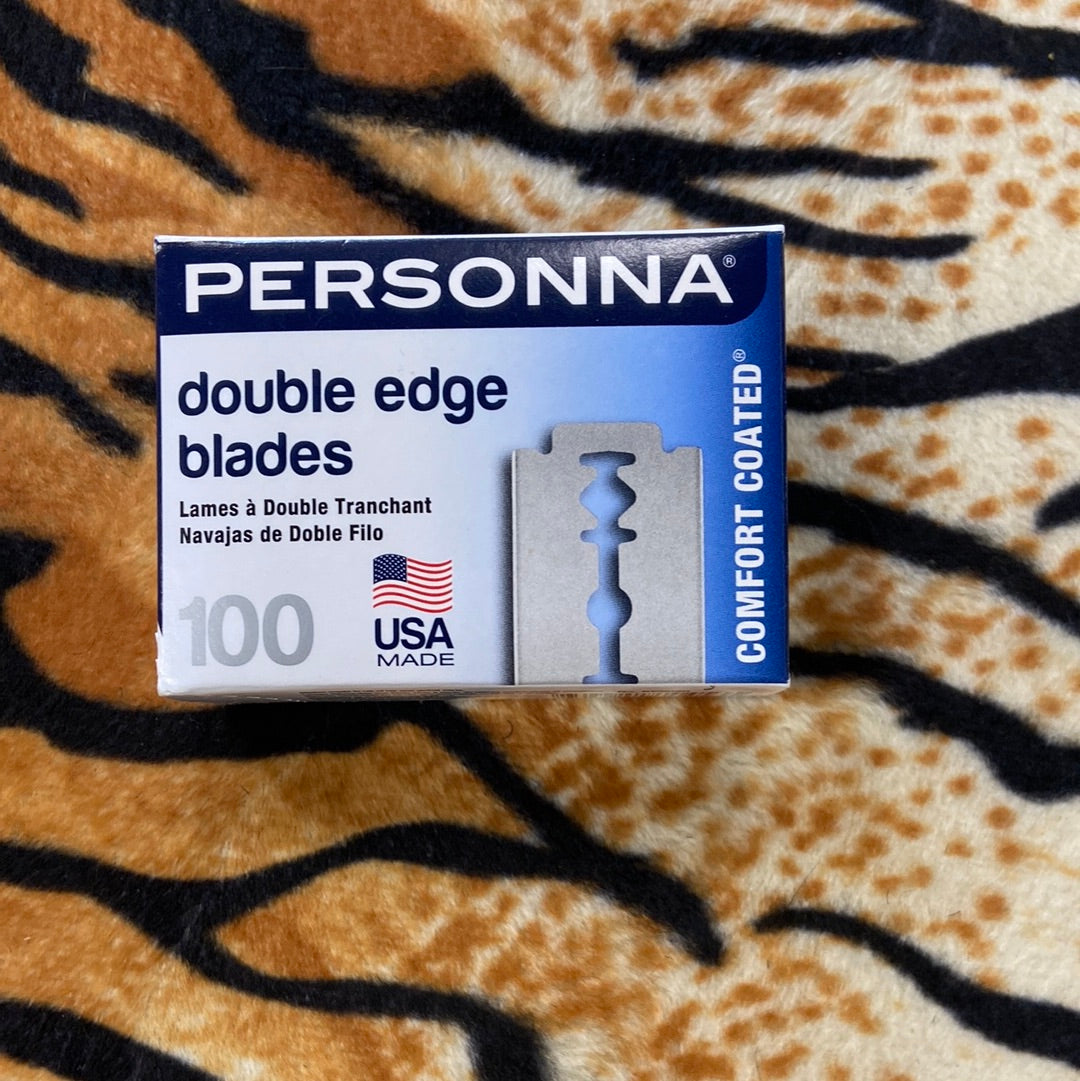 PERSONNA®
double edge
blades
Lames à Double Tranchant
Navajas de Doble Filo
100
USA
MADE
COMFORT COATED®